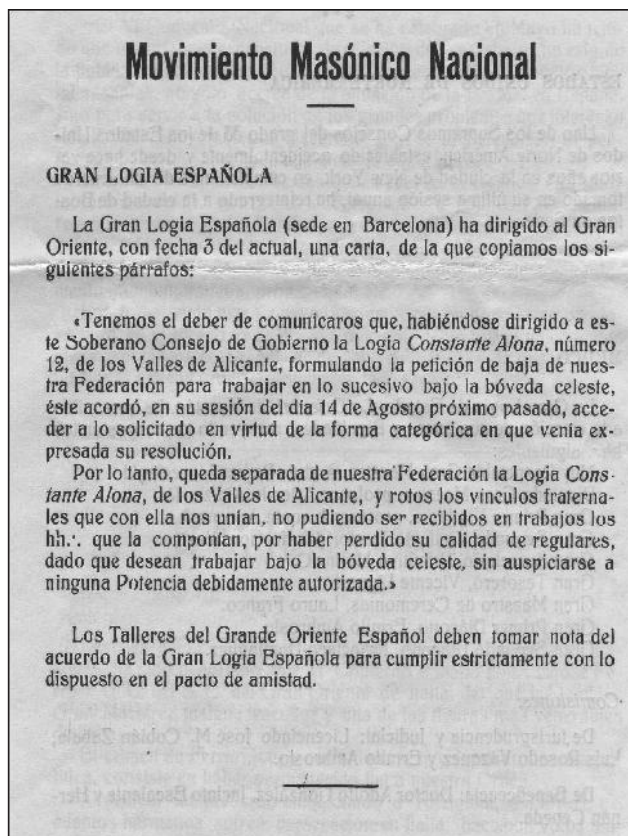 Movimiento Masónico Nacional
GRAN LOGIA ESPAÑOLA
La Gran Logia Española (sede en Barcelona) ha dirigido al Gran
Oriente, con fecha 3 del actual, una carta, de la que copiamos los si-
guientes párrafos:
«Tenemos el deber de comunicaros que, habiéndose dirigido a es-
te Soberano Consejo de Gobierno la Logia Constante Alona, número
12, de los Valles de Alicante, formulando la petición de baja de nues-
tra Federación para trabajar en lo sucesivo bajo la bóveda celeste,
éste acordó, en su sesión del día 14 de Agosto próximo pasado, acce-
der a lo solicitado en virtud de la forma categórica en que venía ex-
presada su resolución.
Por lo tanto, queda separada de nuestra Federación la Logia Cons-
tante Alona, de los Valles de Alicante, y rotos los vínculos fraterna-
les que con ella nos unían, no pudiendo ser recibidos en trabajos los
hh.·. que la componían, por haber perdido su calidad de regulares,
dado que desean trabajar bajo la bóveda celeste, sin auspiciarse a
ninguna Potencia debidamente autorizada.»
Los Talleres del Grande Oriente Español deben tomar nota del
acuerdo de la Gran Logia Española para cumplir estrictamente con lo
dispuesto en el pacto de amistad.